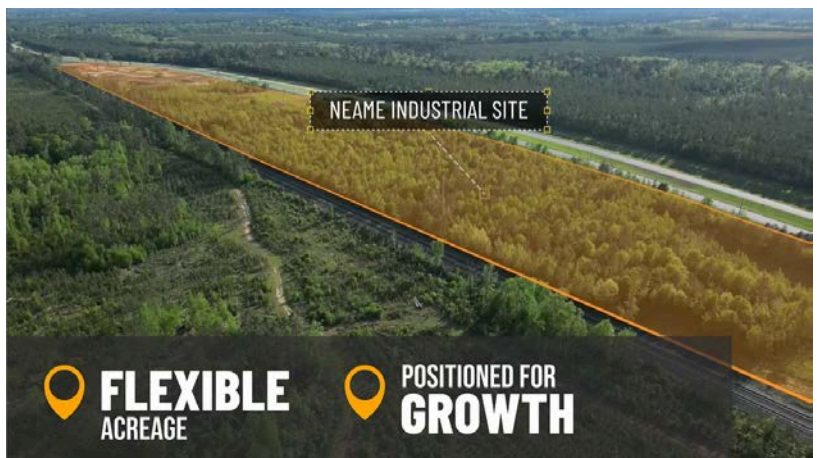 NEAME INDUSTRIAL SITE
FLEXIBLE
ACREAGE
POSITIONED FOR
GROWTH